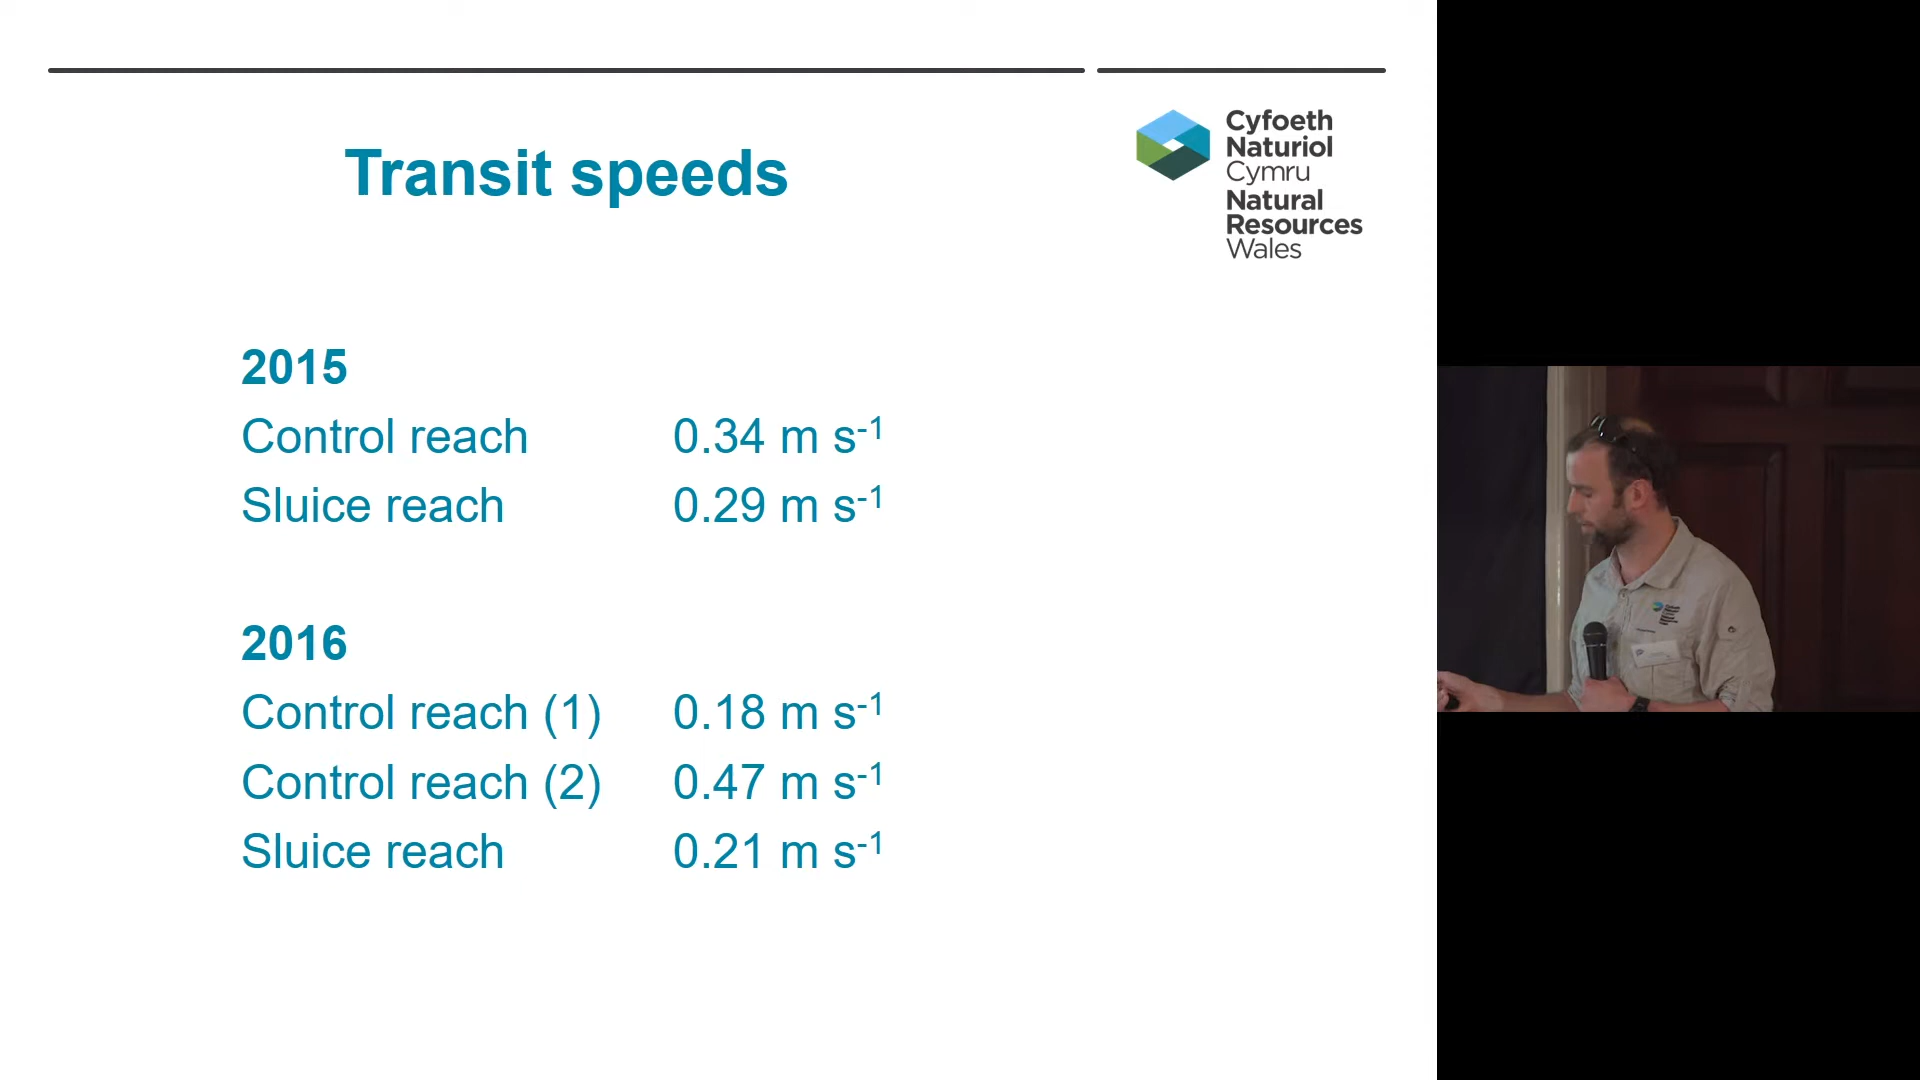 Transit speeds
Cyfoeth
Naturiol
Cymru
Natural
Resources
Wales
2015
Control reach 0.34 m s⁻¹
Sluice reach 0.29 m s⁻¹
2016
Control reach (1) 0.18 m s⁻¹
Control reach (2) 0.47 m s⁻¹
Sluice reach 0.21 m s⁻¹